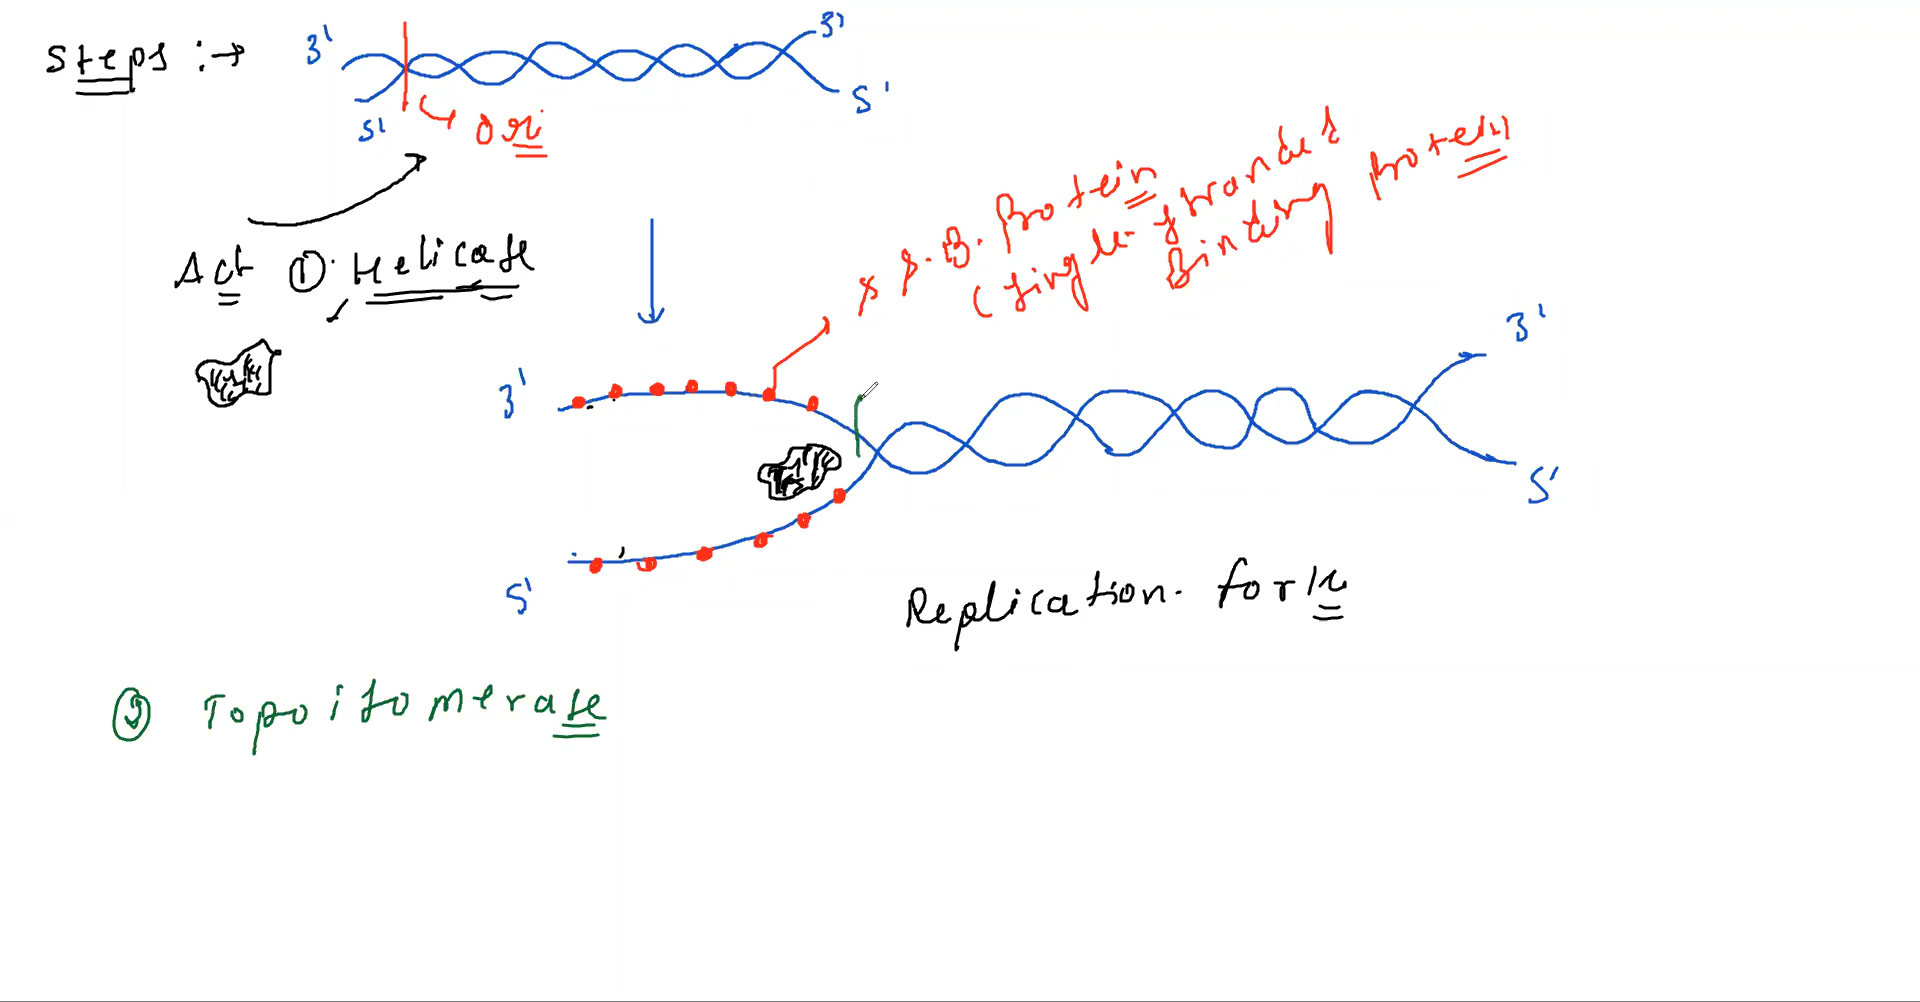 Steps :→ 3' 3'
5' 5'
ori
S.S.B. Protein
(Single-stranded
Binding protein)
Act ①. Helicase
3' 3'
5' 5'
Replication. fork
② Topoisomerase